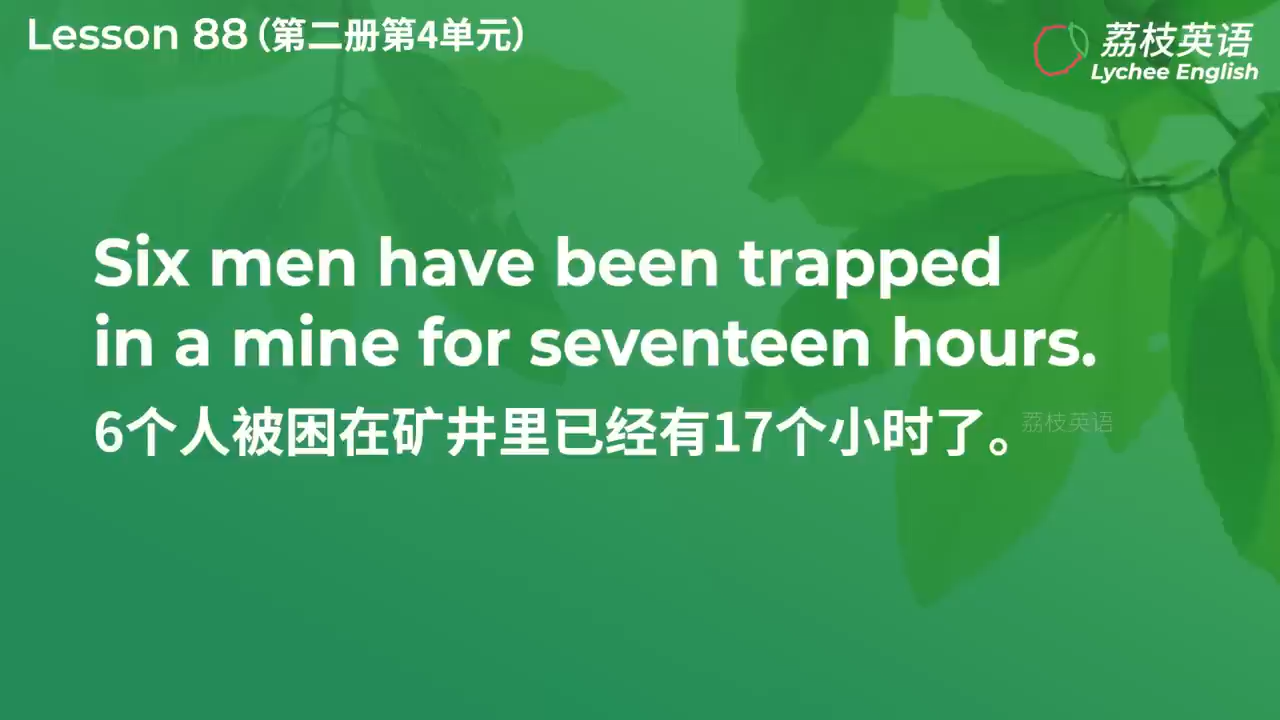 Lesson 88 (第二册第4单元)
荔枝英语
Lychee English
Six men have been trapped
in a mine for seventeen hours.
6个人被困在矿井里已经有17个小时了。
荔枝英语